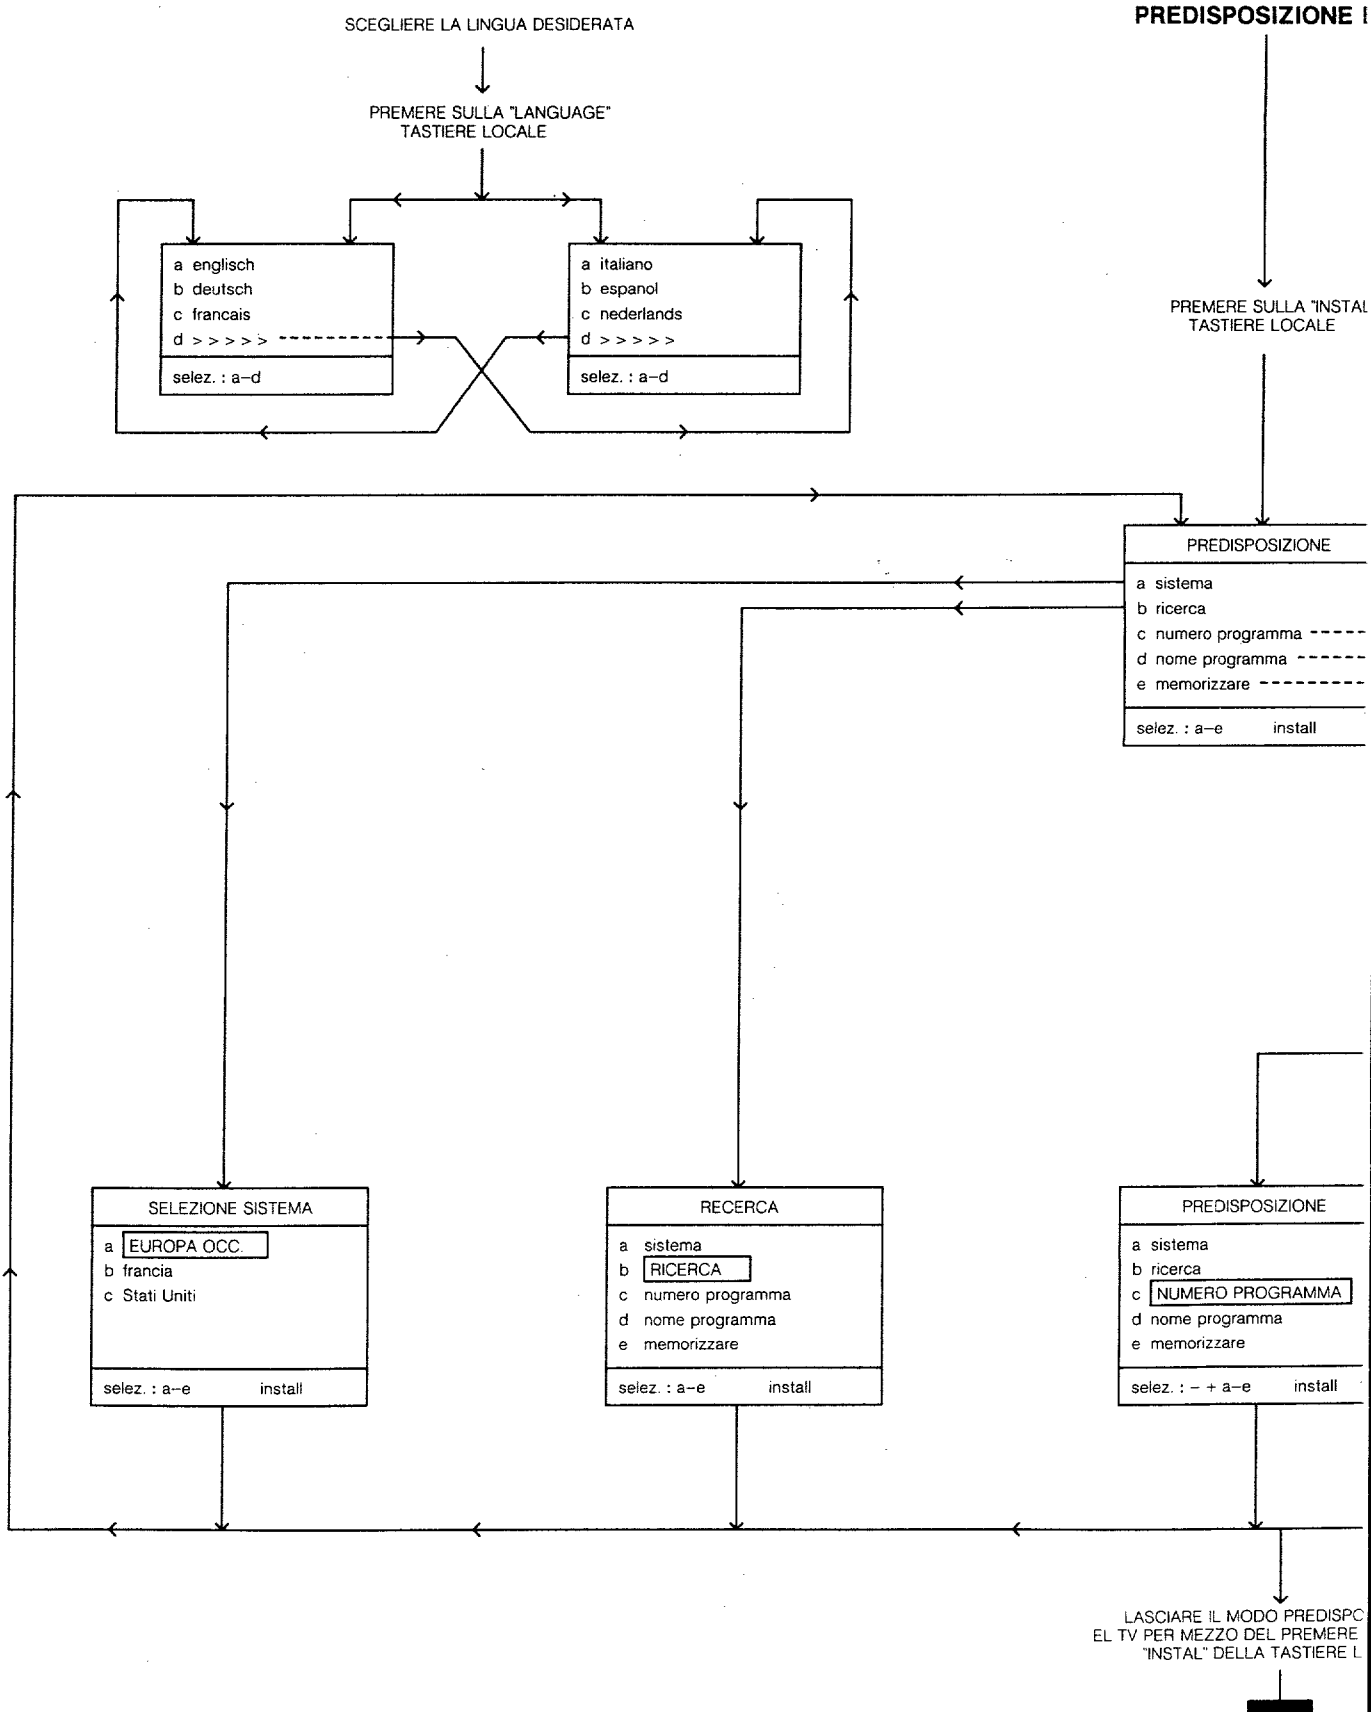 SCEGLIERE LA LINGUA DESIDERATA
PREMERE SULLA "LANGUAGE"
TASTIERE LOCALE
a englisch
b deutsch
c francais
d > > > > >
selez. : a-d
a italiano
b espanol
c nederlands
d > > > > >
selez. : a-d
PREDISPOSIZIONE
PREMERE SULLA "INSTAL
TASTIERE LOCALE
PREDISPOSIZIONE
a sistema
b ricerca
c numero programma
d nome programma
e memorizzare
selez. : a-e install
SELEZIONE SISTEMA
a EUROPA OCC.
b francia
c Stati Uniti
selez. : a-e install
RECERCA
a sistema
b RICERCA
c numero programma
d nome programma
e memorizzare
selez. : a-e install
PREDISPOSIZIONE
a sistema
b ricerca
c NUMERO PROGRAMMA
d nome programma
e memorizzare
selez. : - + a-e install
LASCIARE IL MODO PREDISPO
EL TV PER MEZZO DEL PREMERE
"INSTAL" DELLA TASTIERE L